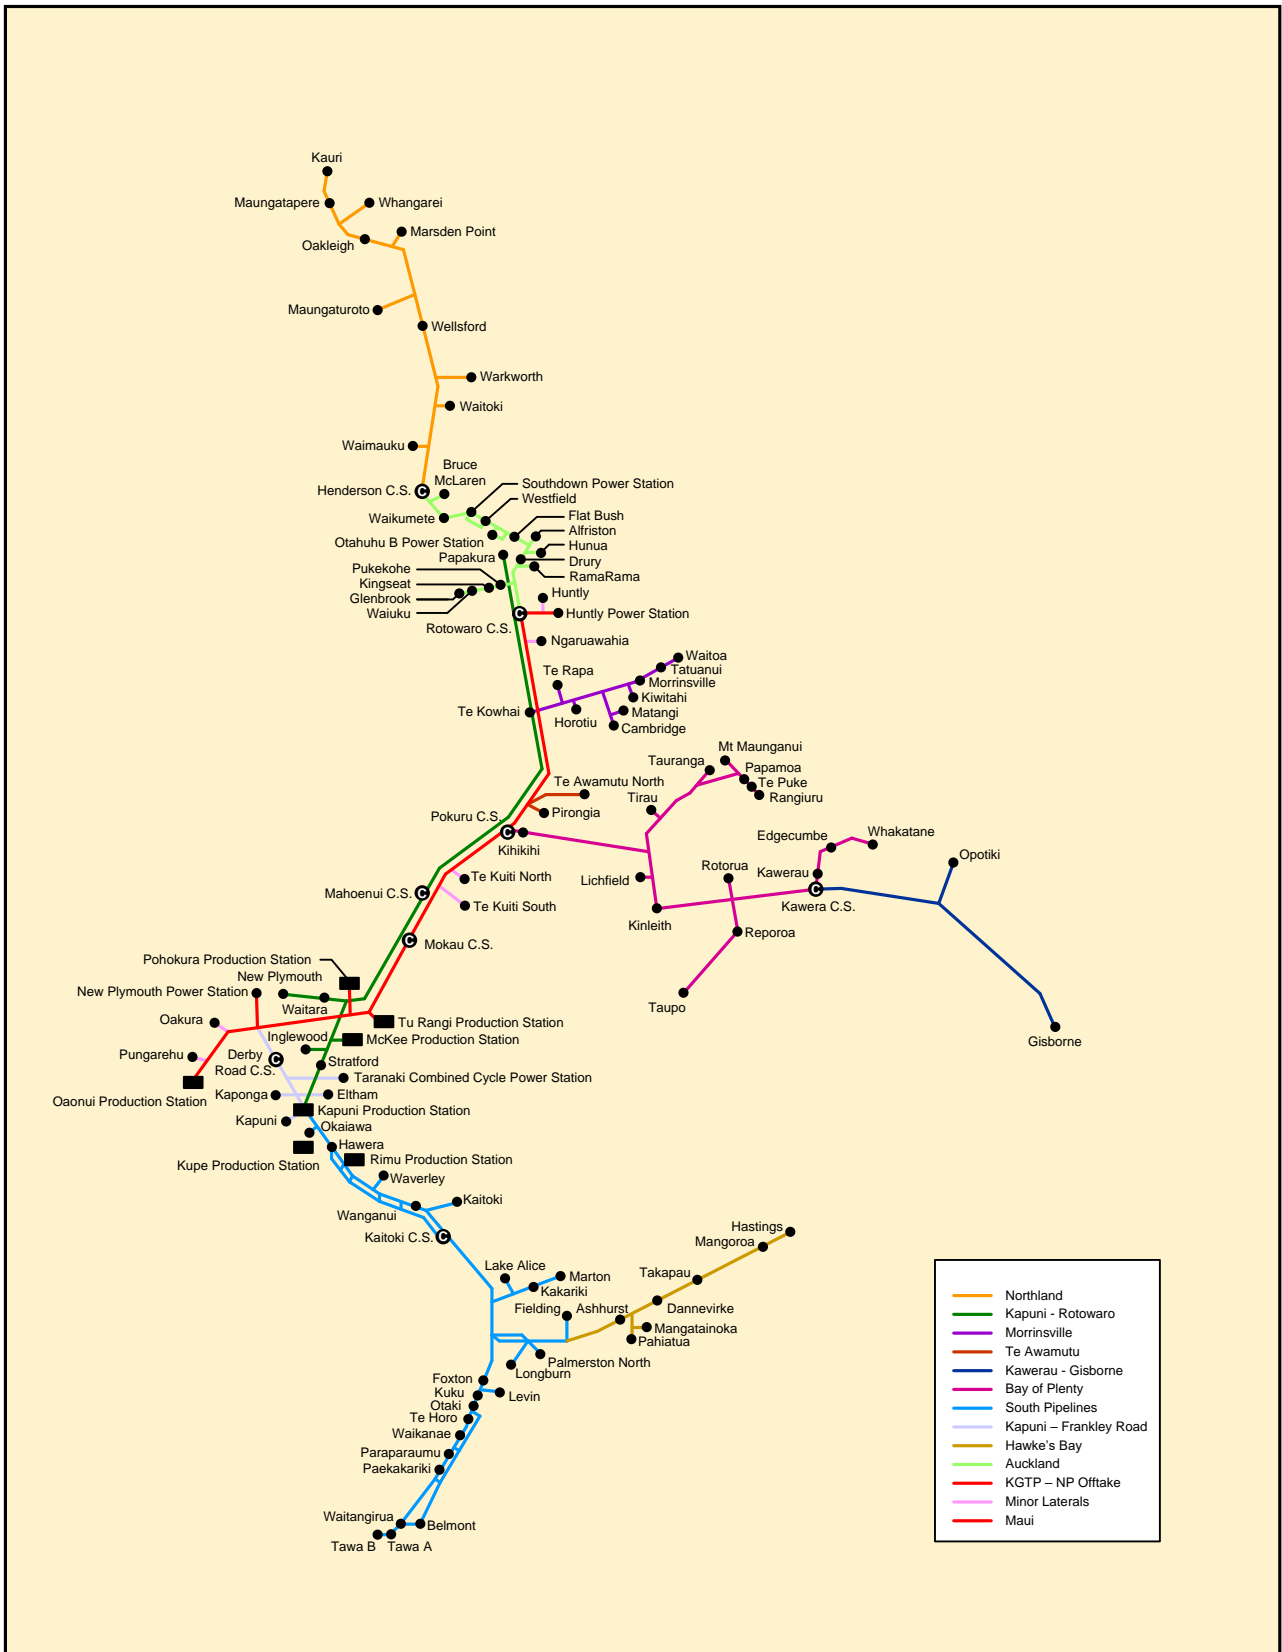 Kauri
Maungatapere
Whangarei
Marsden Point
Oakleigh
Maungaturoto
Wellsford
Warkworth
Waitoki
Waimauku
Bruce
McLaren
Henderson C.S.
C
Southdown Power Station
Westfield
Waikumete
Flat Bush
Alfriston
Otahuhu B Power Station
Hunua
Papakura
Drury
Pukekohe
RamaRama
Kingseat
Glenbrook
Huntly
Waiuku
Huntly Power Station
C
Rotowaro C.S.
Ngaruawahia
Waitoa
Te Rapa
Tatuanui
Morrinsville
Kiwitahi
Te Kowhai
Horotiu
Matangi
Cambridge
Mt Maunganui
Tauranga
Papamoa
Te Awamutu North
Te Puke
Tirau
Rangiuru
Pirongia
Pokuru C.S.
C
Kihikihi
Edgecumbe
Whakatane
Opotiki
Rotorua
Kawerau
Te Kuiti North
Lichfield
Mahoenui C.S.
C
C
Kawera C.S.
Te Kuiti South
Kinleith
Reporoa
C
Mokau C.S.
Pohokura Production Station
New Plymouth
New Plymouth Power Station
Waitara
Taupo
Oakura
Tu Rangi Production Station
Inglewood
McKee Production Station
Gisborne
Pungarehu
Derby
Road C.S.
C
Stratford
Taranaki Combined Cycle Power Station
Oaonui Production Station
Kaponga
Eltham
Kapuni Production Station
Kapuni
Okaiawa
Hawera
Kupe Production Station
Rimu Production Station
Waverley
Kaitoki
Wanganui
Kaitoki C.S.
C
Hastings
Mangoroa
Lake Alice
Marton
Takapau
Kakariki
Fielding
Ashhurst
Dannevirke
Mangatainoka
Pahiatua
Palmerston North
Longburn
Foxton
Kuku
Levin
Otaki
Te Horo
Waikanae
Paraparaumu
Paekakariki
Waitangirua
Belmont
Tawa B
Tawa A
Northland
Kapuni - Rotowaro
Morrinsville
Te Awamutu
Kawerau - Gisborne
Bay of Plenty
South Pipelines
Kapuni – Frankley Road
Hawke's Bay
Auckland
KGTP – NP Offtake
Minor Laterals
Maui